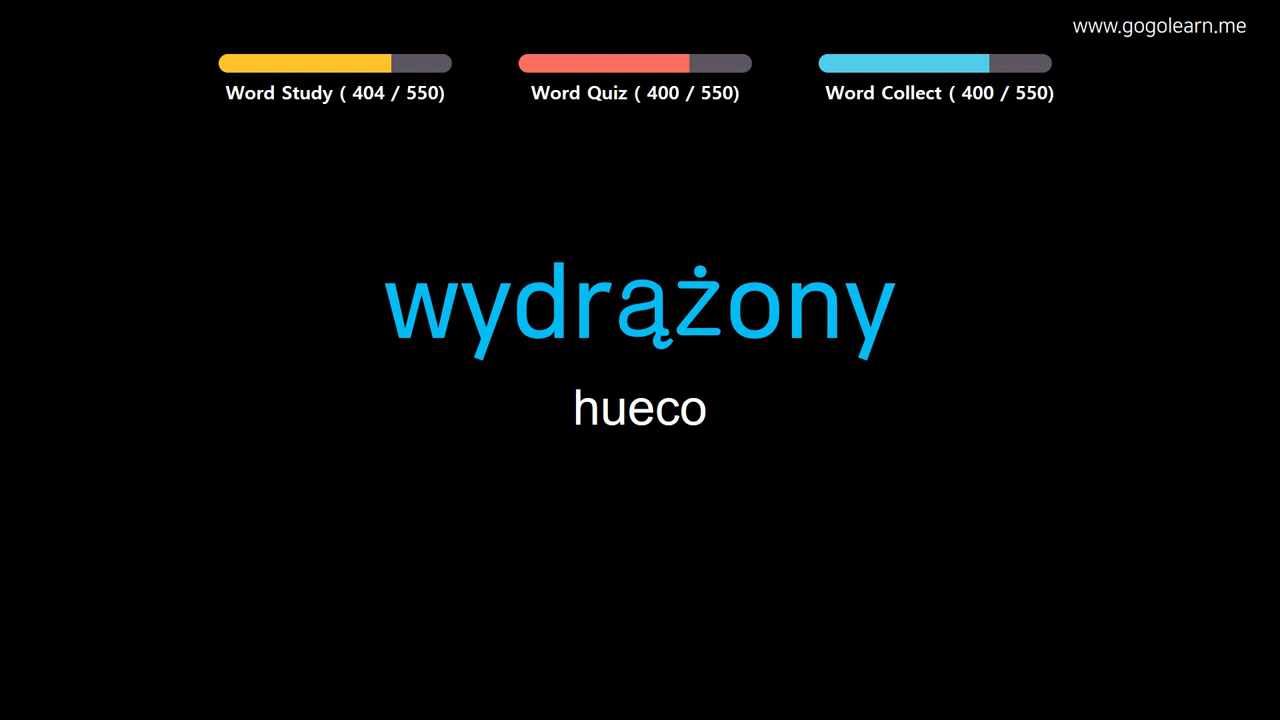 www.gogolearn.me
Word Study ( 404 / 550)
Word Quiz ( 400 / 550)
Word Collect ( 400 / 550)
wydrążony
hueco